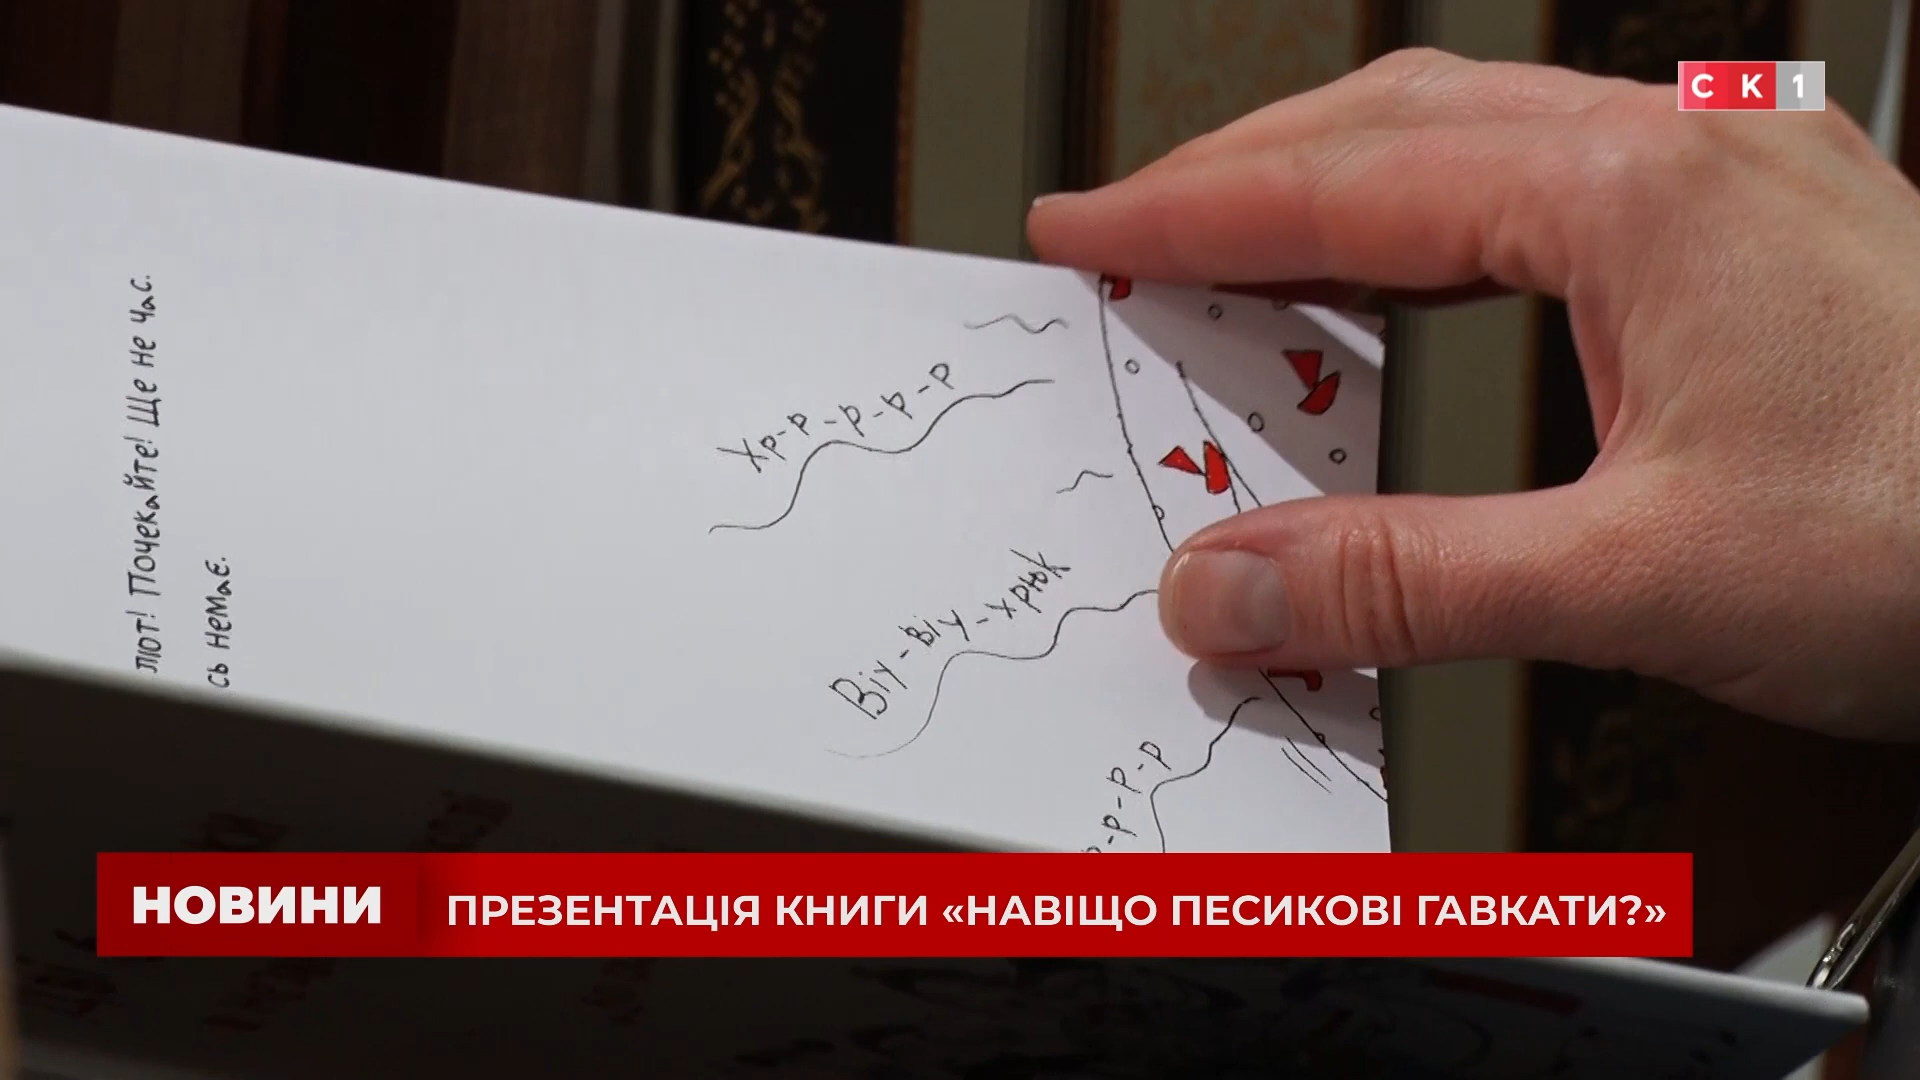 СК1
лют! Почекайте! Ще не час.
сь немає.
Хр-р-р-р-р
Віу-Віу-хрюк
р-р-р-р
НОВИНИ
ПРЕЗЕНТАЦІЯ КНИГИ «НАВІЩО ПЕСИКОВІ ГАВКАТИ?»